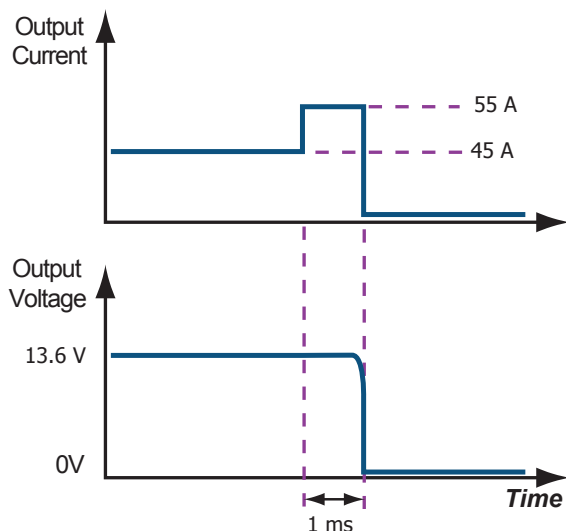 Output
Current
55 A
45 A
Output
Voltage
13.6 V
0V
Time
1 ms